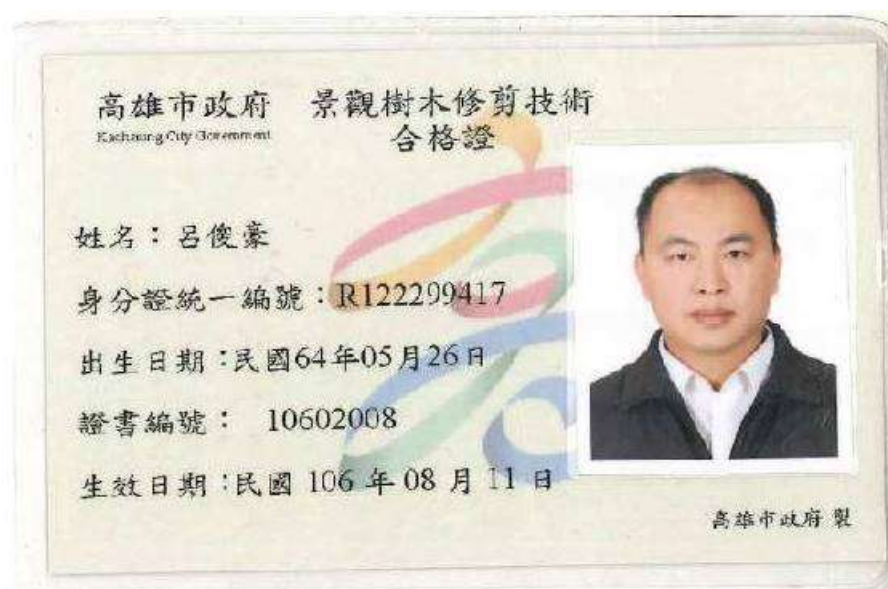 高雄市政府 景觀樹木修剪技術
Kaohsiung City Government 合格證
姓名：呂俊豪
身分證統一編號：R122299417
出生日期：民國64年05月26日
證書編號： 10602008
生效日期：民國 106 年 08 月 11 日
高雄市政府 製